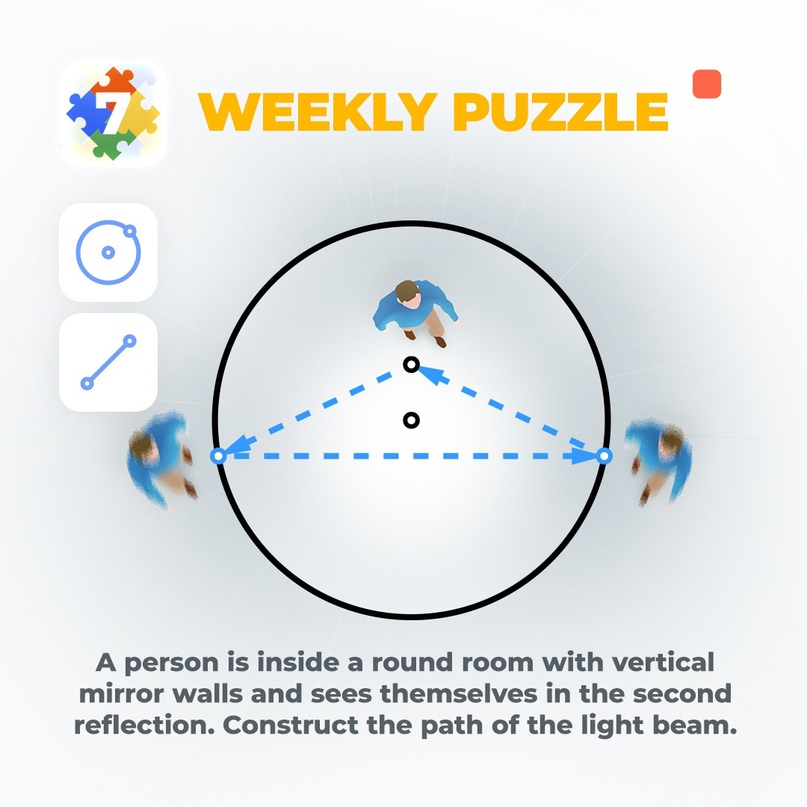 7
WEEKLY PUZZLE
A person is inside a round room with vertical
mirror walls and sees themselves in the second
reflection. Construct the path of the light beam.